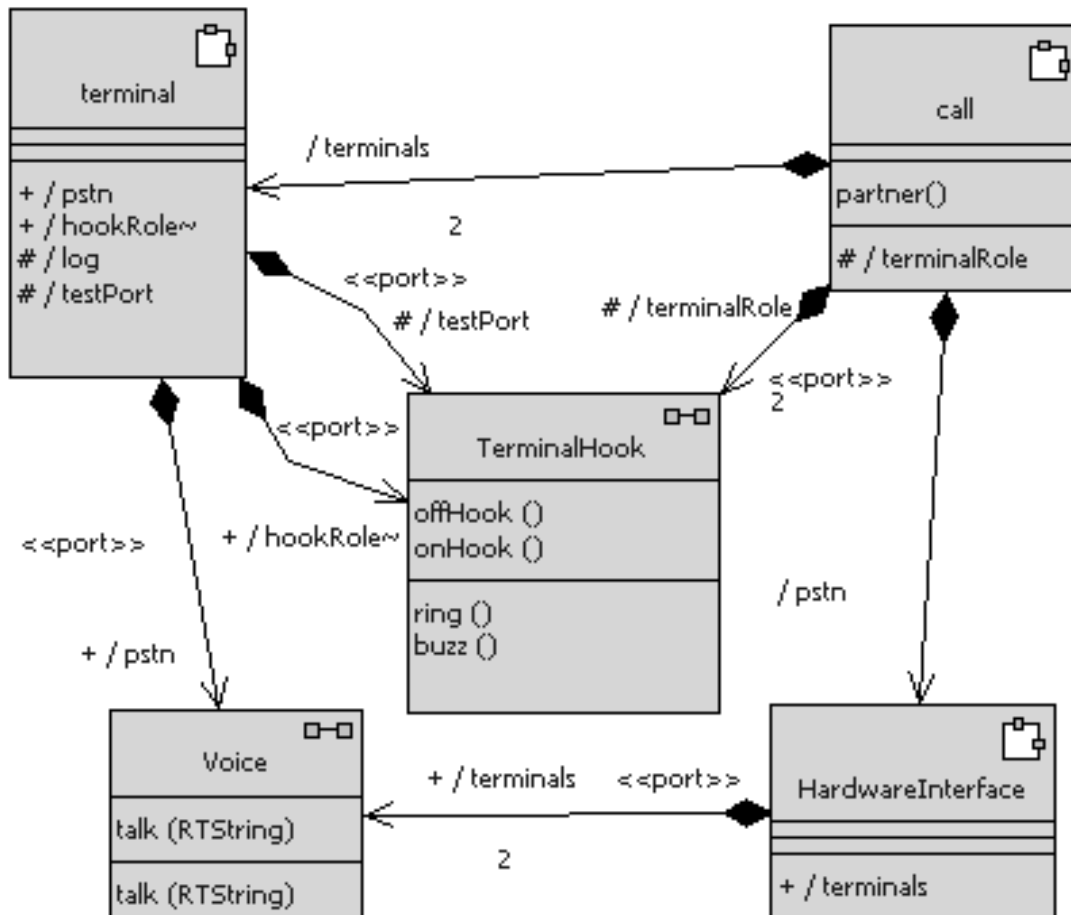 terminal
+ / pstn
+ / hookRole~
# / log
# / testPort
/ terminals
2
call
partner()
# / terminalRole
<<port>>
# / testPort
# / terminalRole
<<port>>
2
<<port>>
+ / hookRole~
TerminalHook
offHook ()
onHook ()
ring ()
buzz ()
<<port>>
+ / pstn
/ pstn
Voice
talk (RTString)
talk (RTString)
+ / terminals
<<port>>
2
HardwareInterface
+ / terminals